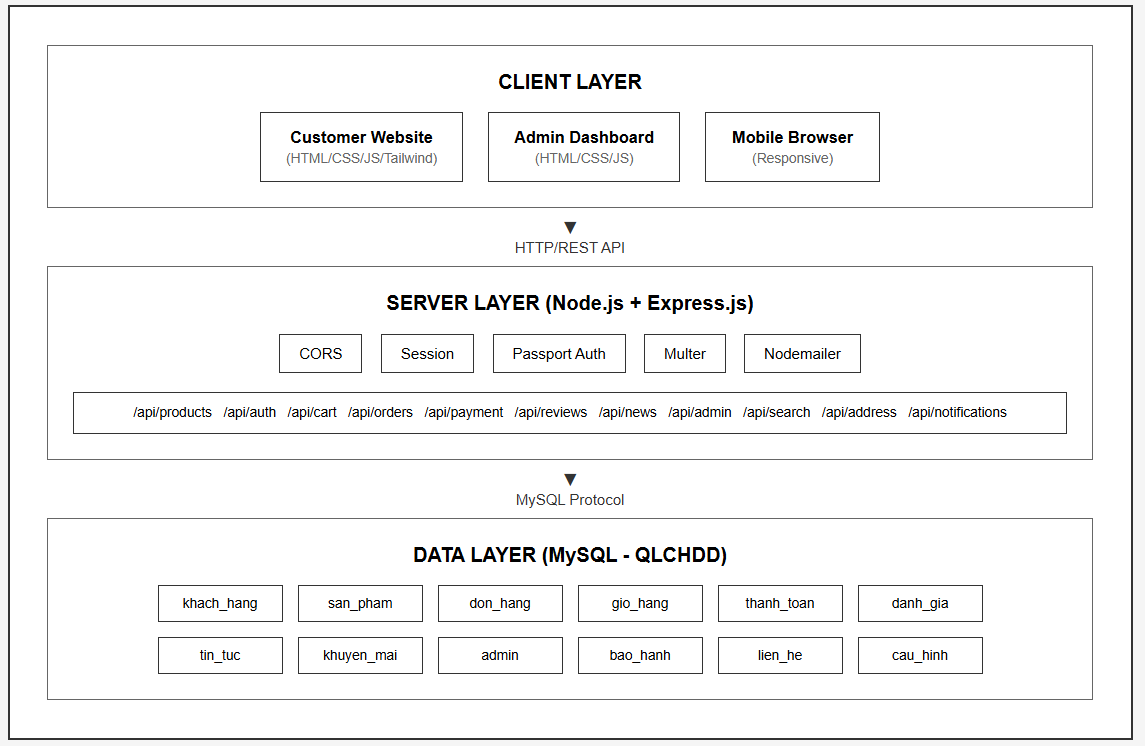 CLIENT LAYER
Customer Website Admin Dashboard Mobile Browser
(HTML/CSS/JS/Tailwind) (HTML/CSS/JS) (Responsive)
▼
HTTP/REST API
SERVER LAYER (Node.js + Express.js)
CORS Session Passport Auth Multer Nodemailer
/api/products /api/auth /api/cart /api/orders /api/payment /api/reviews /api/news /api/admin /api/search /api/address /api/notifications
▼
MySQL Protocol
DATA LAYER (MySQL - QLCHDD)
khach_hang san_pham don_hang gio_hang thanh_toan danh_gia
tin_tuc khuyen_mai admin bao_hanh lien_he cau_hinh